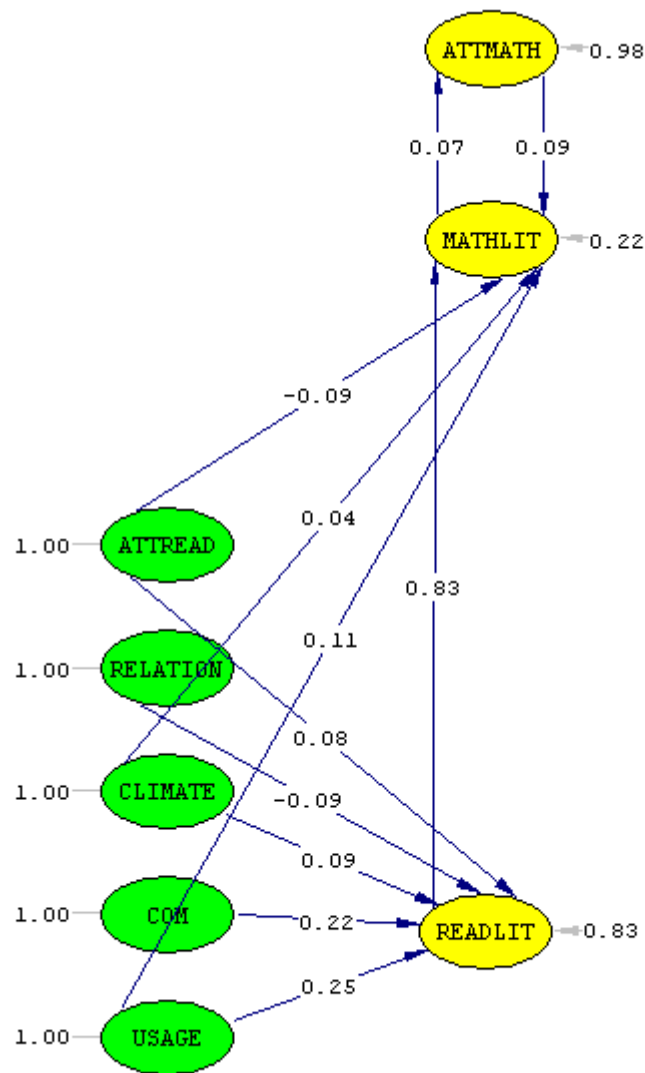 ATTMATH 0.98
0.07 0.09
MATHLIT 0.22
-0.09
0.04
1.00 ATTREAD
0.83
0.11
1.00 RELATION
0.08
-0.09
1.00 CLIMATE
0.09
1.00 COM
0.22
READLIT 0.83
0.25
1.00 USAGE